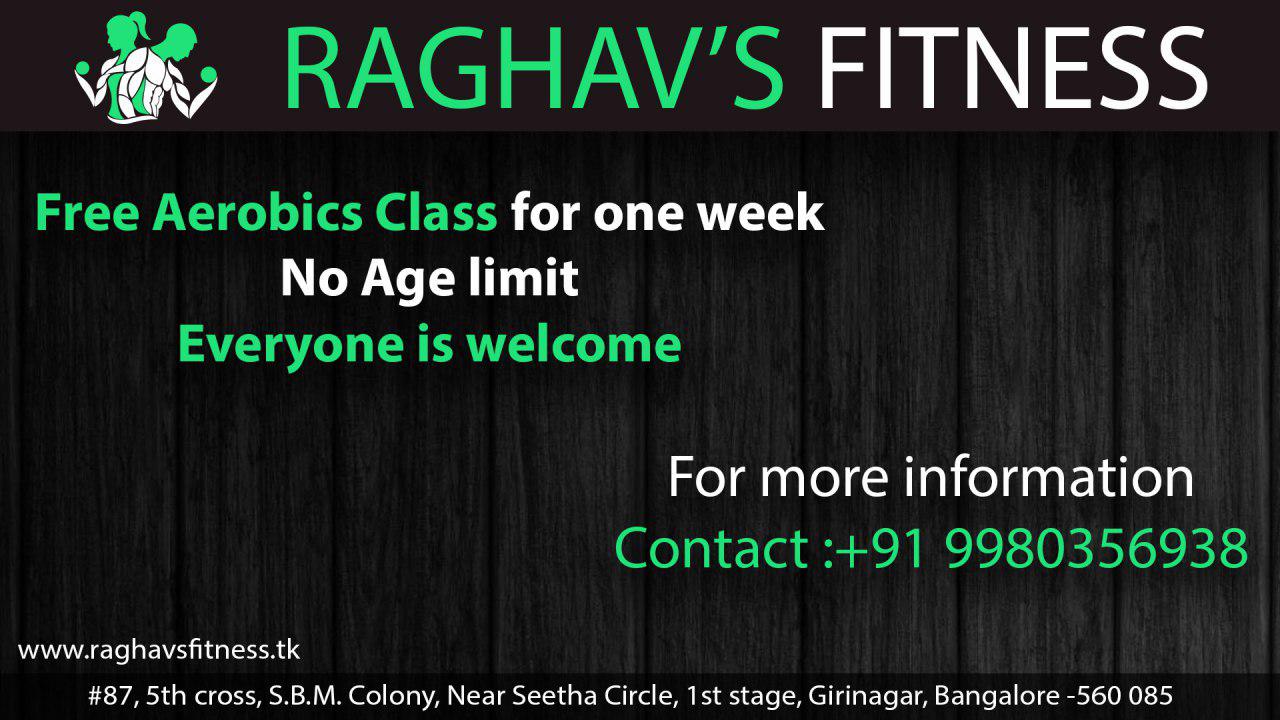 RAGHAV’S FITNESS
Free Aerobics Class for one week
No Age limit
Everyone is welcome
For more information
Contact :+91 9980356938
www.raghavsfitness.tk
#87, 5th cross, S.B.M. Colony, Near Seetha Circle, 1st stage, Girinagar, Bangalore -560 085